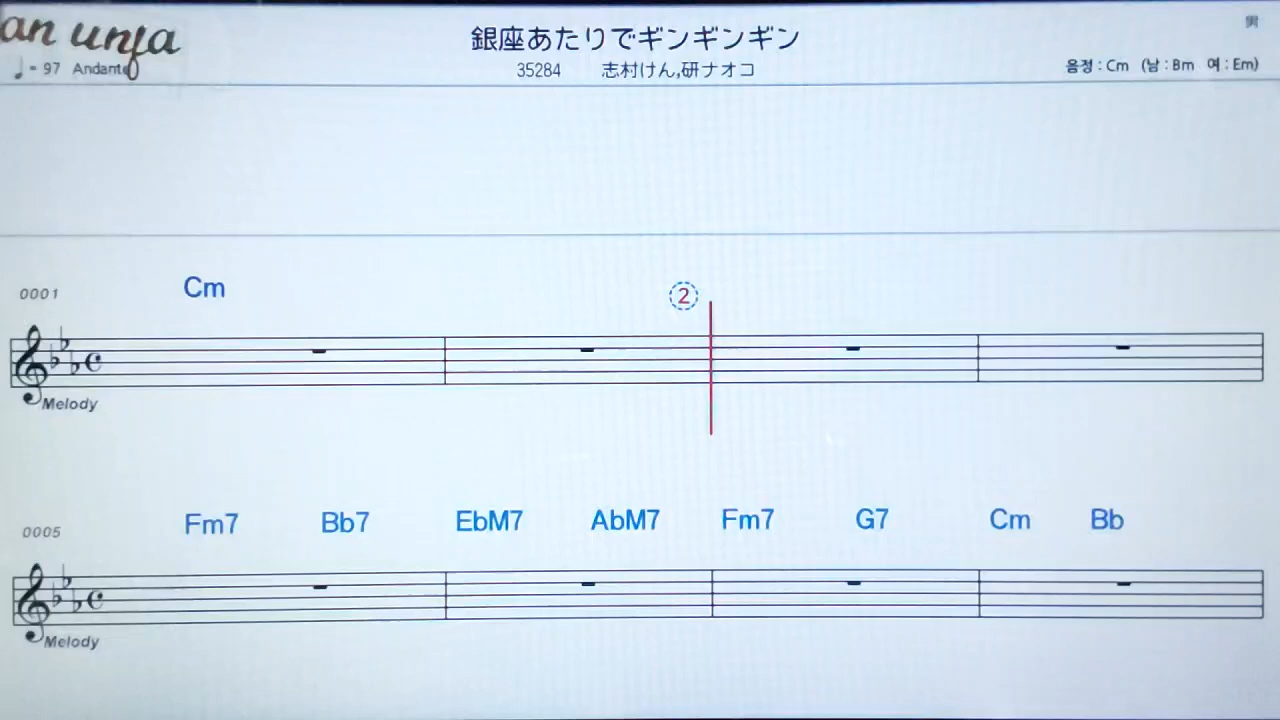 an unja
銀座あたりでギンギンギン
男
♩= 97 Andante
35284 志村けん,研ナオコ
음정 : Cm (남 : Bm 여 : Em)
0001 Cm ②
Melody
0005 Fm7 Bb7 EbM7 AbM7 Fm7 G7 Cm Bb
Melody